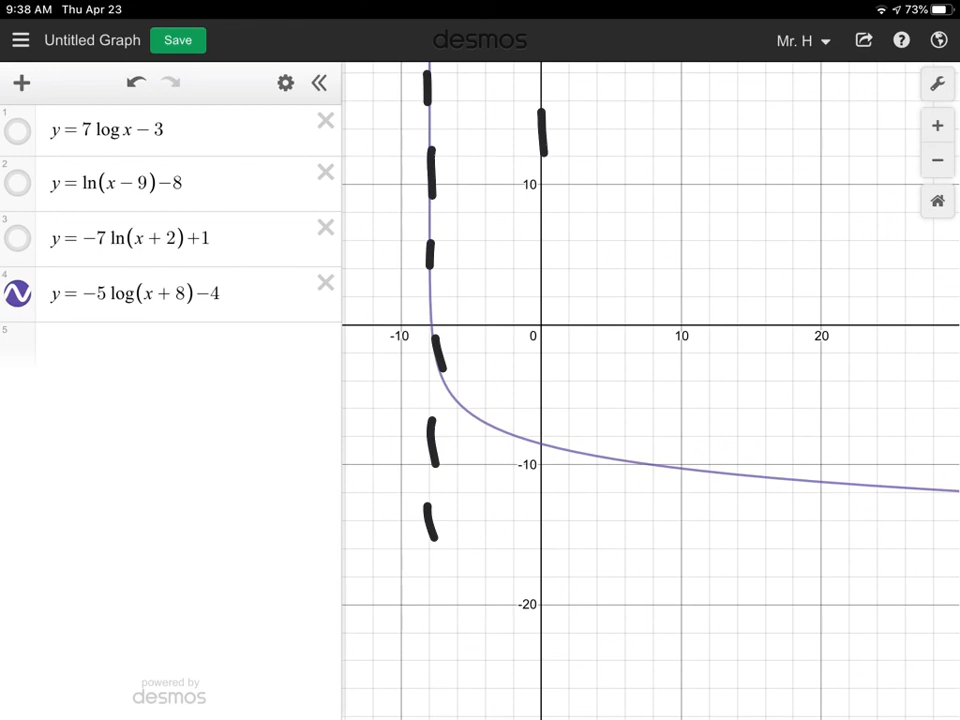 9:38 AM Thu Apr 23
73%
Untitled Graph
Save
desmos
Mr. H
1
y = 7 log x − 3
2
y = ln(x − 9) − 8
3
y = −7 ln(x + 2) + 1
4
y = −5 log(x + 8) − 4
5
10
-10
0
10
20
-10
-20
powered by
desmos